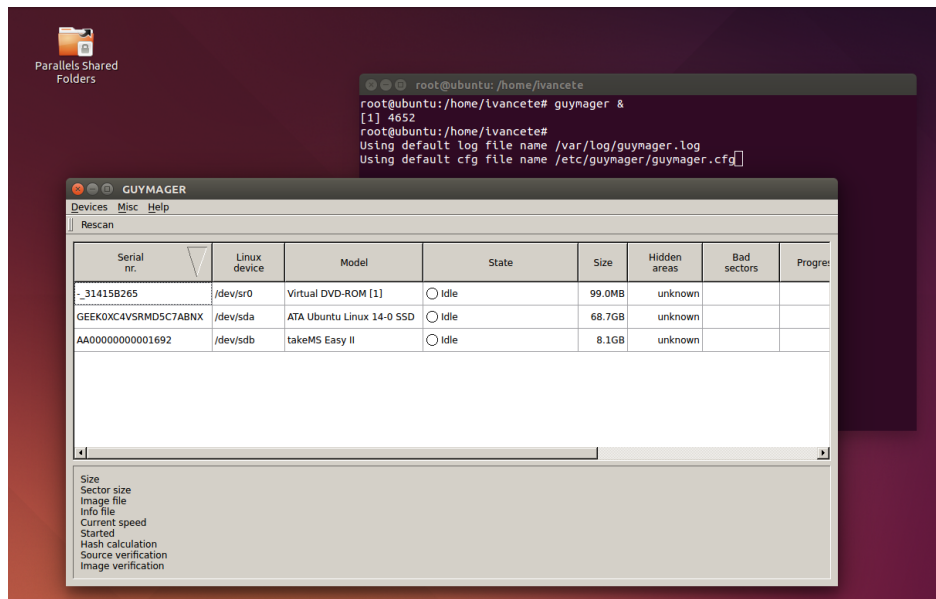 Parallels Shared
Folders
root@ubuntu: /home/ivancete
root@ubuntu:/home/ivancete# guymager &
[1] 4652
root@ubuntu:/home/ivancete#
Using default log file name /var/log/guymager.log
Using default cfg file name /etc/guymager/guymager.cfg
GUYMAGER
Devices Misc Help
Rescan
Serial nr. Linux device Model State Size Hidden areas Bad sectors Progres
-_31415B265 /dev/sr0 Virtual DVD-ROM [1] Idle 99.0MB unknown
GEEK0XC4VSRMD5C7ABNX /dev/sda ATA Ubuntu Linux 14-0 SSD Idle 68.7GB unknown
AA00000000001692 /dev/sdb takeMS Easy II Idle 8.1GB unknown
Size
Sector size
Image file
Info file
Current speed
Started
Hash calculation
Source verification
Image verification